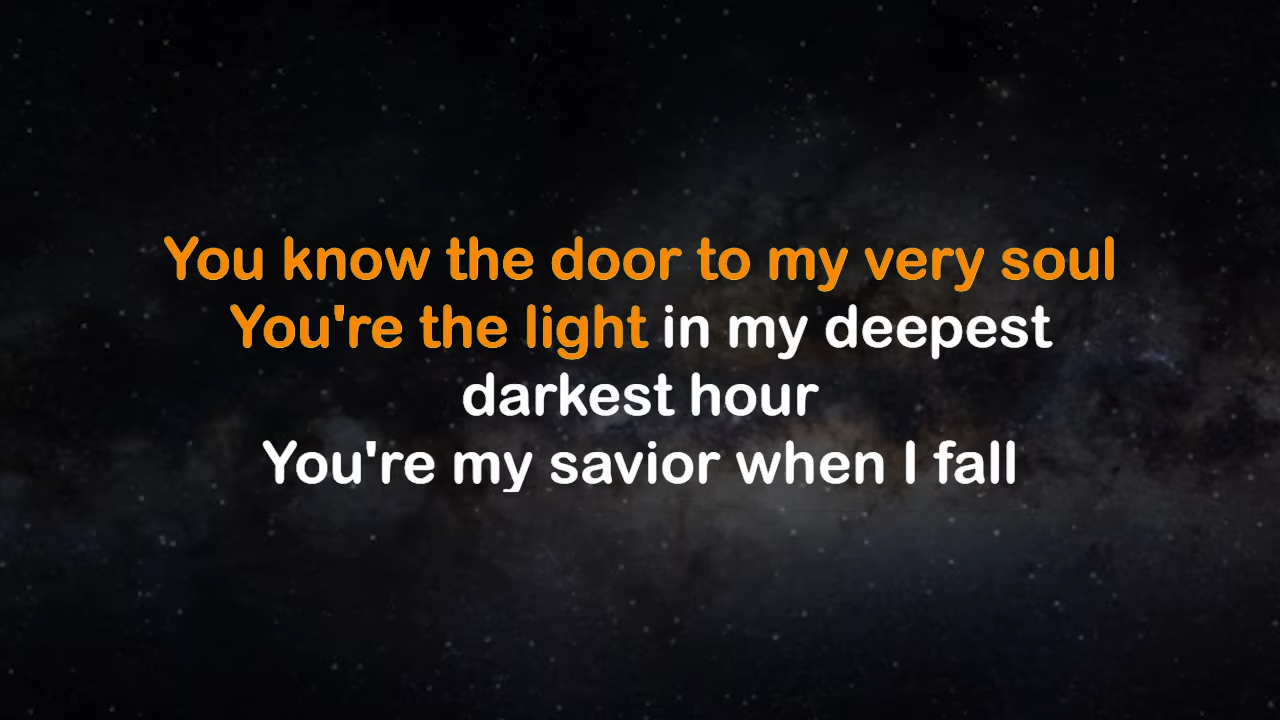 You know the door to my very soul
You're the light in my deepest
darkest hour
You're my savior when I fall